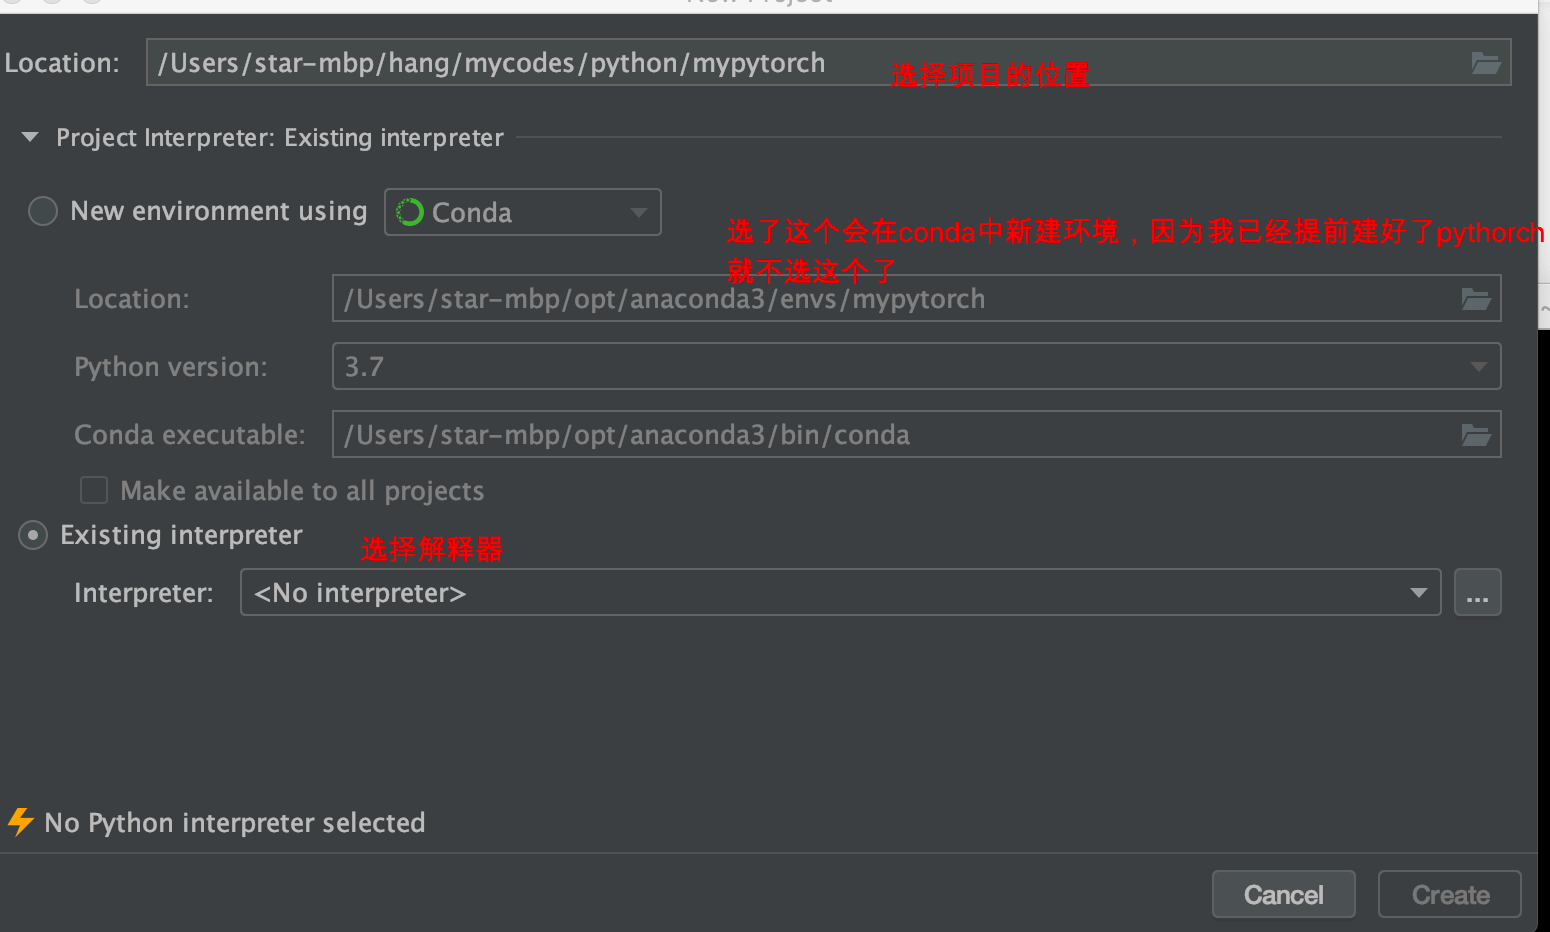 New Project
Location: /Users/star-mbp/hang/mycodes/python/mypytorch
选择项目的位置
Project Interpreter: Existing interpreter
New environment using Conda
选了这个会在conda中新建环境，因为我已经提前建好了pythorch
就不选这个了
Location: /Users/star-mbp/opt/anaconda3/envs/mypytorch
Python version: 3.7
Conda executable: /Users/star-mbp/opt/anaconda3/bin/conda
Make available to all projects
Existing interpreter
选择解释器
Interpreter: <No interpreter> ...
No Python interpreter selected
Cancel Create